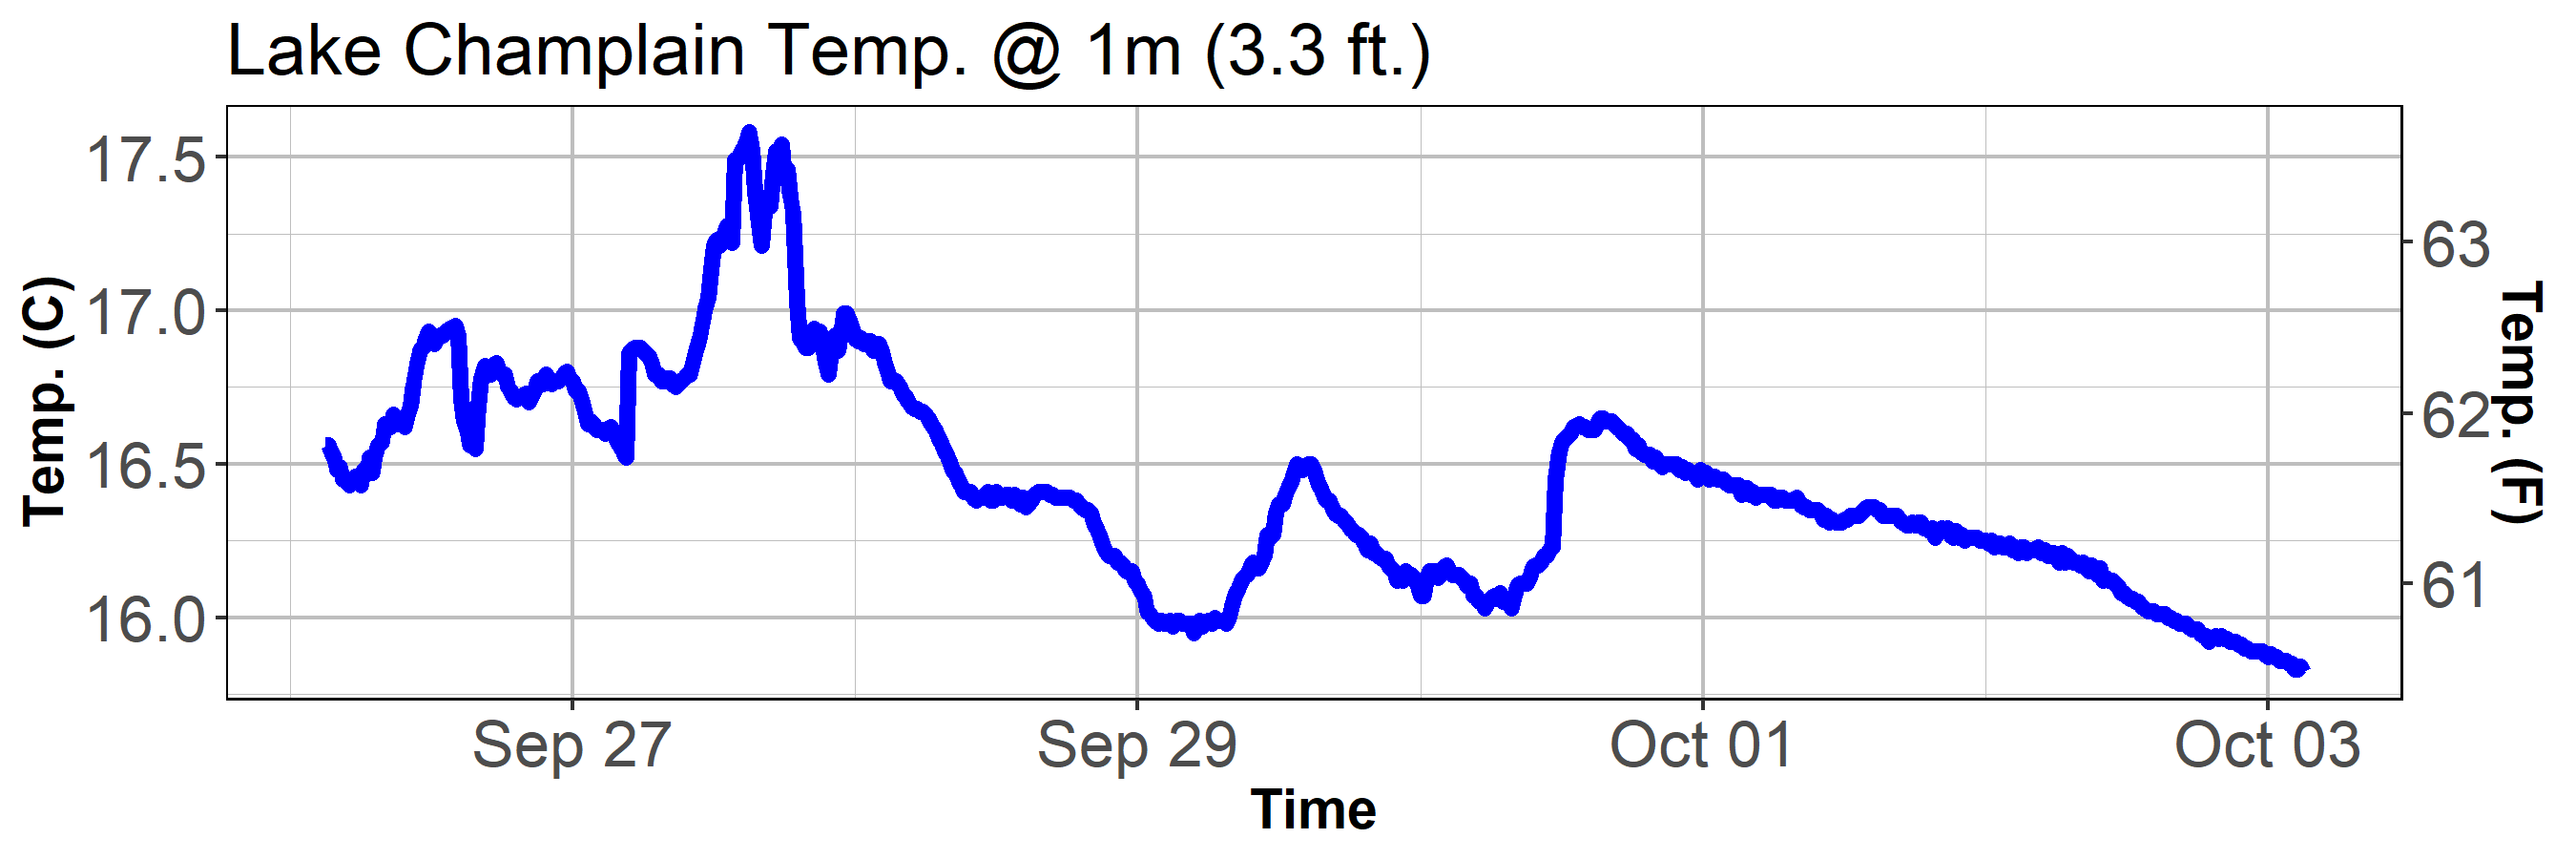 Lake Champlain Temp. @ 1m (3.3 ft.)
Temp. (C)
17.5
17.0
16.5
16.0
63
62
61
Temp. (F)
Sep 27
Sep 29
Oct 01
Oct 03
Time